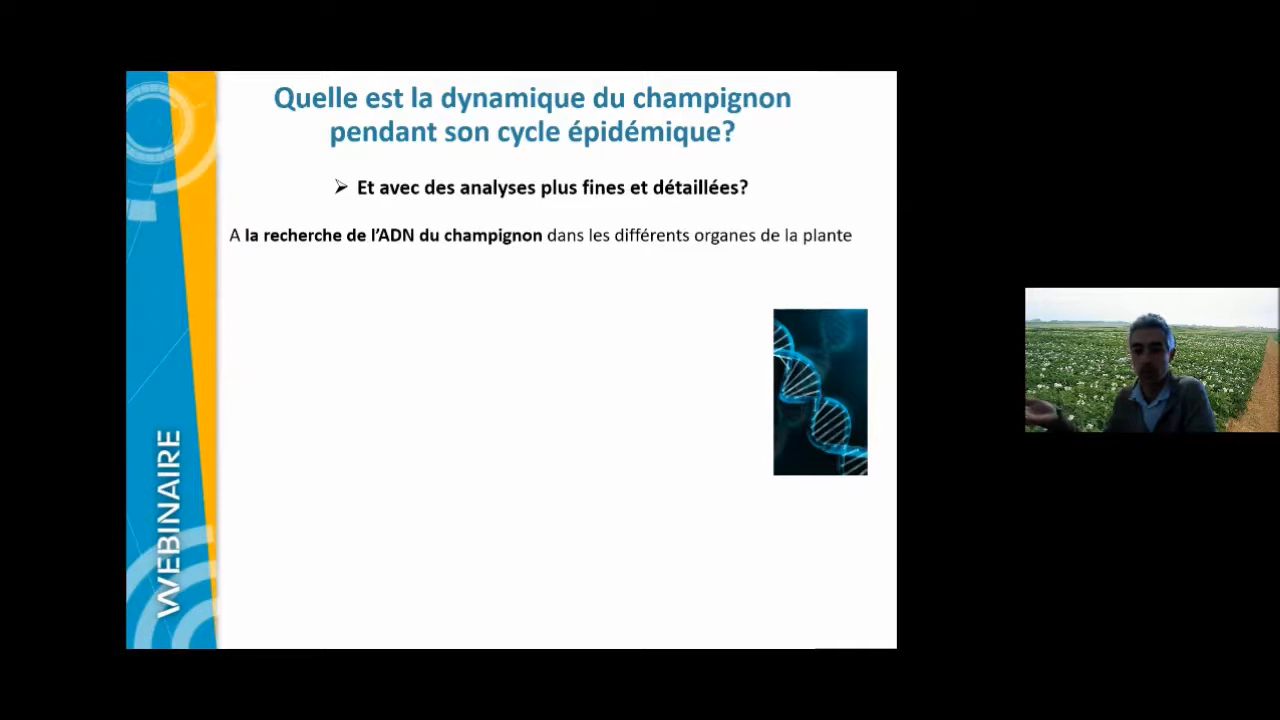 Quelle est la dynamique du champignon
pendant son cycle épidémique?
➢ Et avec des analyses plus fines et détaillées?
A la recherche de l'ADN du champignon dans les différents organes de la plante
WEBINAIRE